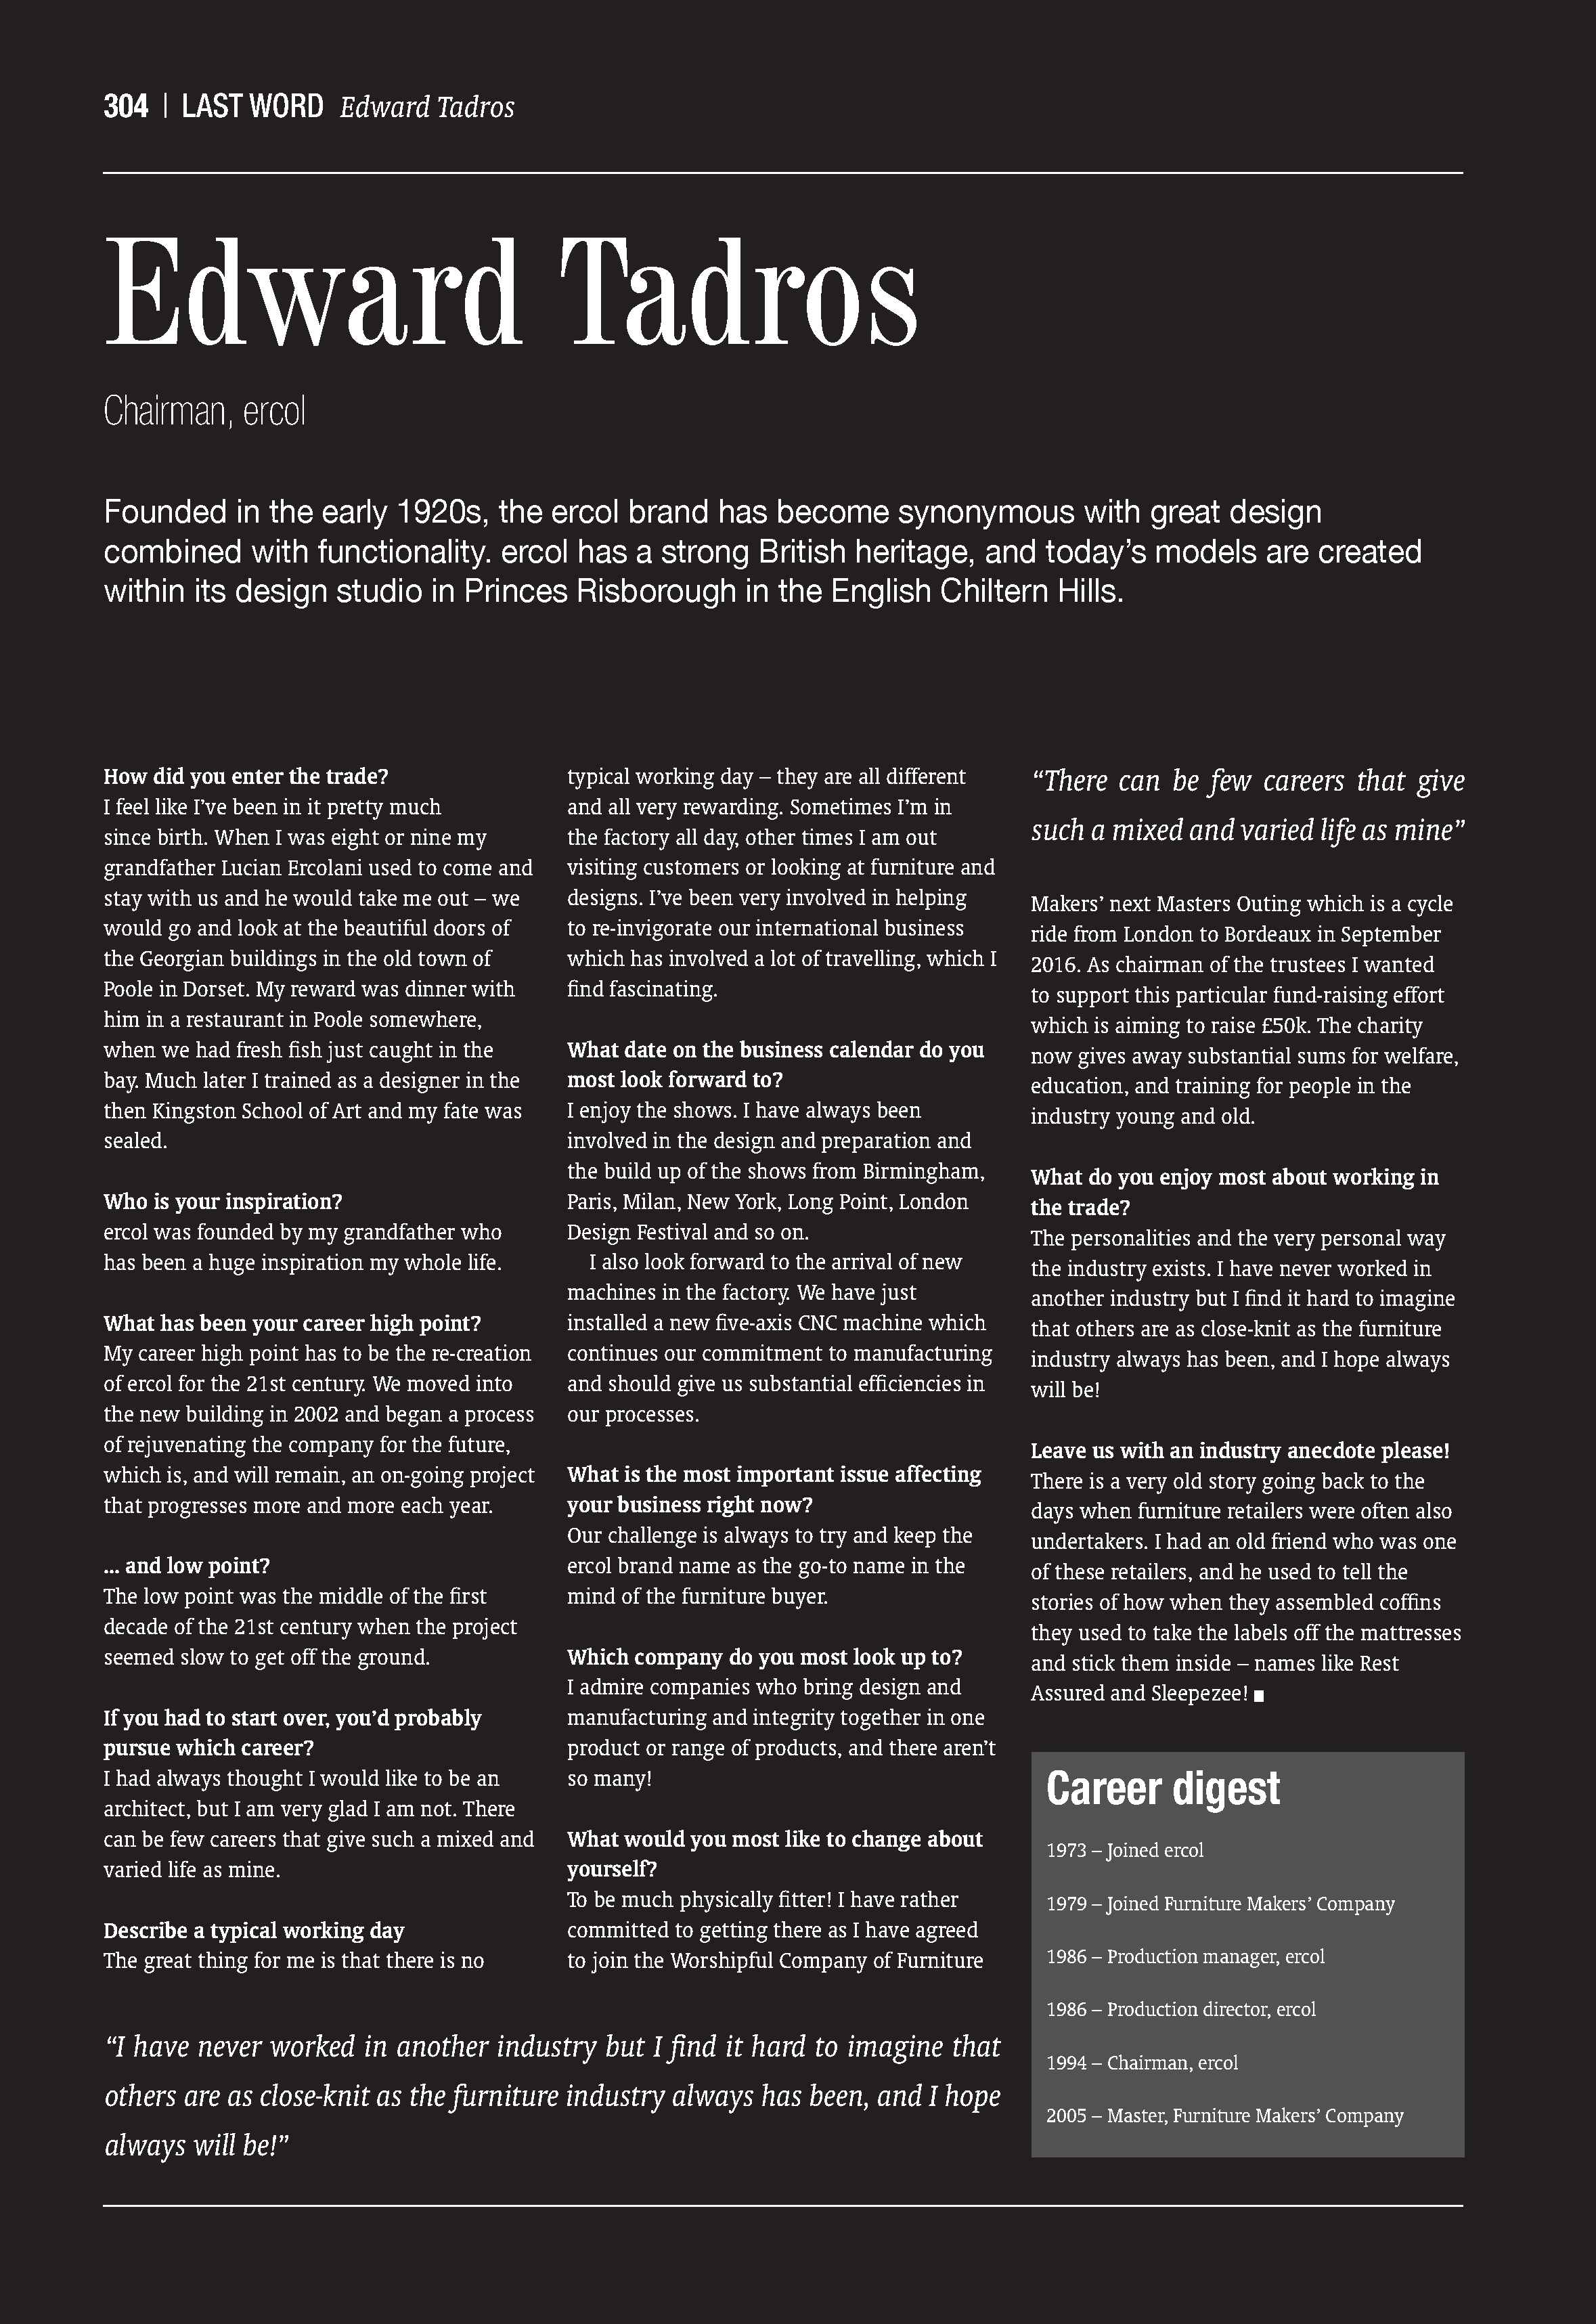 304 | LAST WORD Edward Tadros
Edward Tadros
Chairman, ercol
Founded in the early 1920s, the ercol brand has become synonymous with great design
combined with functionality. ercol has a strong British heritage, and today’s models are created
within its design studio in Princes Risborough in the English Chiltern Hills.
How did you enter the trade?
I feel like I’ve been in it pretty much
since birth. When I was eight or nine my
grandfather Lucian Ercolani used to come and
stay with us and he would take me out – we
would go and look at the beautiful doors of
the Georgian buildings in the old town of
Poole in Dorset. My reward was dinner with
him in a restaurant in Poole somewhere,
when we had fresh fish just caught in the
bay. Much later I trained as a designer in the
then Kingston School of Art and my fate was
sealed.
Who is your inspiration?
ercol was founded by my grandfather who
has been a huge inspiration my whole life.
What has been your career high point?
My career high point has to be the re-creation
of ercol for the 21st century. We moved into
the new building in 2002 and began a process
of rejuvenating the company for the future,
which is, and will remain, an on-going project
that progresses more and more each year.
... and low point?
The low point was the middle of the first
decade of the 21st century when the project
seemed slow to get off the ground.
If you had to start over, you’d probably
pursue which career?
I had always thought I would like to be an
architect, but I am very glad I am not. There
can be few careers that give such a mixed and
varied life as mine.
Describe a typical working day
The great thing for me is that there is no
typical working day – they are all different
and all very rewarding. Sometimes I’m in
the factory all day, other times I am out
visiting customers or looking at furniture and
designs. I’ve been very involved in helping
to re-invigorate our international business
which has involved a lot of travelling, which I
find fascinating.
What date on the business calendar do you
most look forward to?
I enjoy the shows. I have always been
involved in the design and preparation and
the build up of the shows from Birmingham,
Paris, Milan, New York, Long Point, London
Design Festival and so on.
I also look forward to the arrival of new
machines in the factory. We have just
installed a new five-axis CNC machine which
continues our commitment to manufacturing
and should give us substantial efficiencies in
our processes.
What is the most important issue affecting
your business right now?
Our challenge is always to try and keep the
ercol brand name as the go-to name in the
mind of the furniture buyer.
Which company do you most look up to?
I admire companies who bring design and
manufacturing and integrity together in one
product or range of products, and there aren’t
so many!
What would you most like to change about
yourself?
To be much physically fitter! I have rather
committed to getting there as I have agreed
to join the Worshipful Company of Furniture
“There can be few careers that give
such a mixed and varied life as mine”
Makers’ next Masters Outing which is a cycle
ride from London to Bordeaux in September
2016. As chairman of the trustees I wanted
to support this particular fund-raising effort
which is aiming to raise £50k. The charity
now gives away substantial sums for welfare,
education, and training for people in the
industry young and old.
What do you enjoy most about working in
the trade?
The personalities and the very personal way
the industry exists. I have never worked in
another industry but I find it hard to imagine
that others are as close-knit as the furniture
industry always has been, and I hope always
will be!
Leave us with an industry anecdote please!
There is a very old story going back to the
days when furniture retailers were often also
undertakers. I had an old friend who was one
of these retailers, and he used to tell the
stories of how when they assembled coffins
they used to take the labels off the mattresses
and stick them inside – names like Rest
Assured and Sleepezee! ■
“I have never worked in another industry but I find it hard to imagine that
others are as close-knit as the furniture industry always has been, and I hope
always will be!”
Career digest
1973 – Joined ercol
1979 – Joined Furniture Makers’ Company
1986 – Production manager, ercol
1986 – Production director, ercol
1994 – Chairman, ercol
2005 – Master, Furniture Makers’ Company